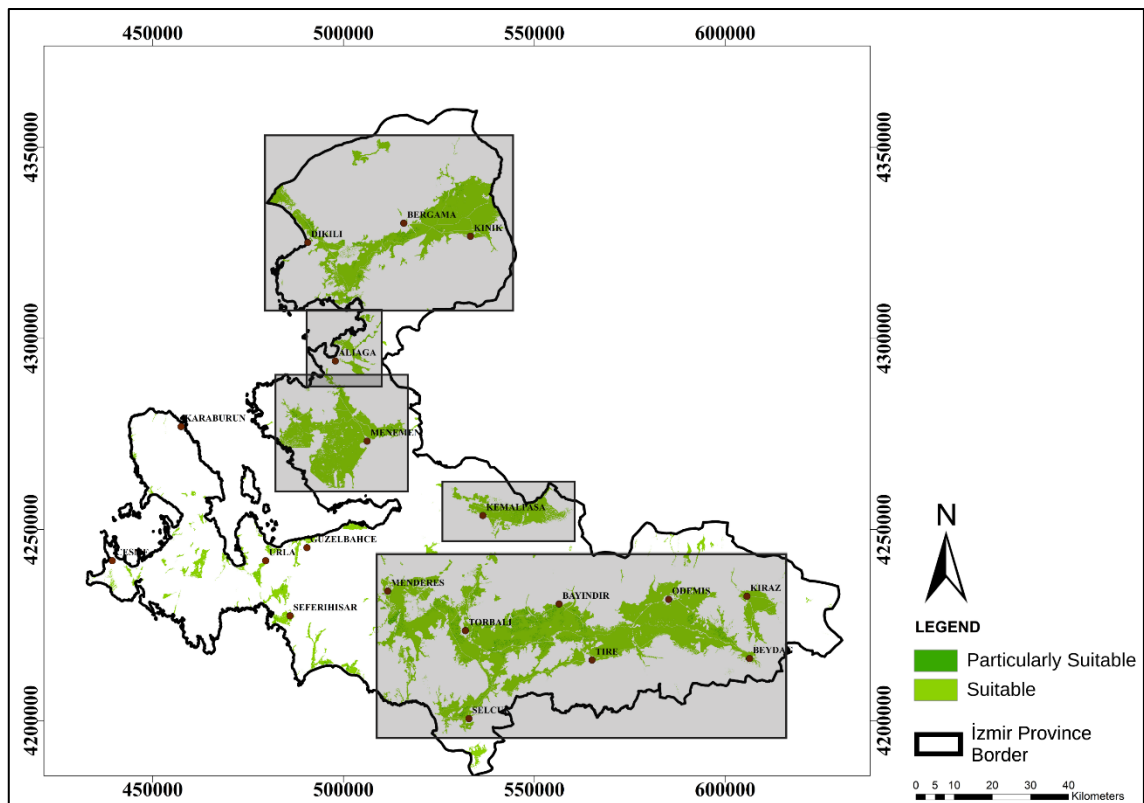 450000 500000 550000 600000
4350000 4350000
BERGAMA
DIKILI
KINIK
4300000 4300000
ALIAGA
KARABURUN
MENEMEN
KEMALPASA
4250000 4250000
GUZELBAHCE
CESME
URLA
N
MENDERES
ODEMIS
KIRAZ
BAYINDIR
SEFERIHISAR
TORBALI
LEGEND
TIRE
BEYDAG
Particularly Suitable
Suitable
SELCUK
4200000 4200000
İzmir Province
Border
450000 500000 550000 600000
0 5 10 20 30 40
Kilometers